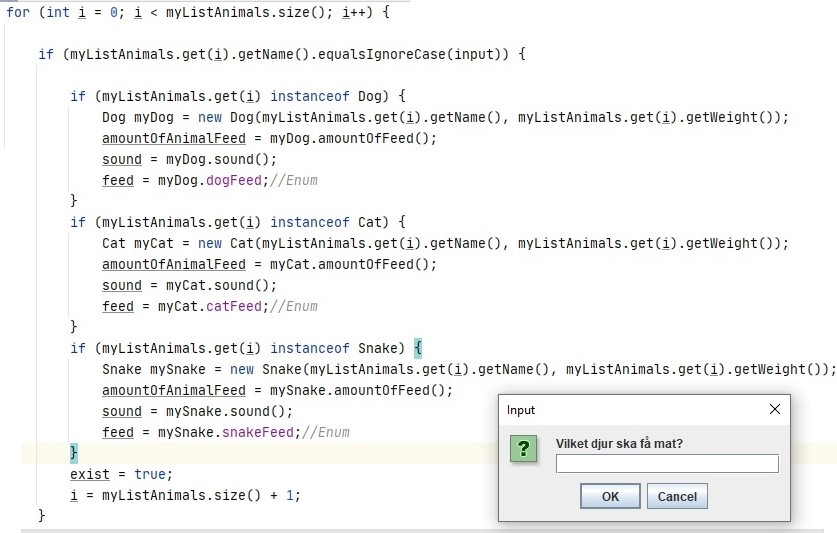 for (int i = 0; i < myListAnimals.size(); i++) {
if (myListAnimals.get(i).getName().equalsIgnoreCase(input)) {
if (myListAnimals.get(i) instanceof Dog) {
Dog myDog = new Dog(myListAnimals.get(i).getName(), myListAnimals.get(i).getWeight());
amountOfAnimalFeed = myDog.amountOfFeed();
sound = myDog.sound();
feed = myDog.dogFeed;//Enum
}
if (myListAnimals.get(i) instanceof Cat) {
Cat myCat = new Cat(myListAnimals.get(i).getName(), myListAnimals.get(i).getWeight());
amountOfAnimalFeed = myCat.amountOfFeed();
sound = myCat.sound();
feed = myCat.catFeed;//Enum
}
if (myListAnimals.get(i) instanceof Snake) {
Snake mySnake = new Snake(myListAnimals.get(i).getName(), myListAnimals.get(i).getWeight());
amountOfAnimalFeed = mySnake.amountOfFeed();
sound = mySnake.sound();
feed = mySnake.snakeFeed;//Enum
}
exist = true;
i = myListAnimals.size() + 1;
}
Input
Vilket djur ska få mat?
OK Cancel